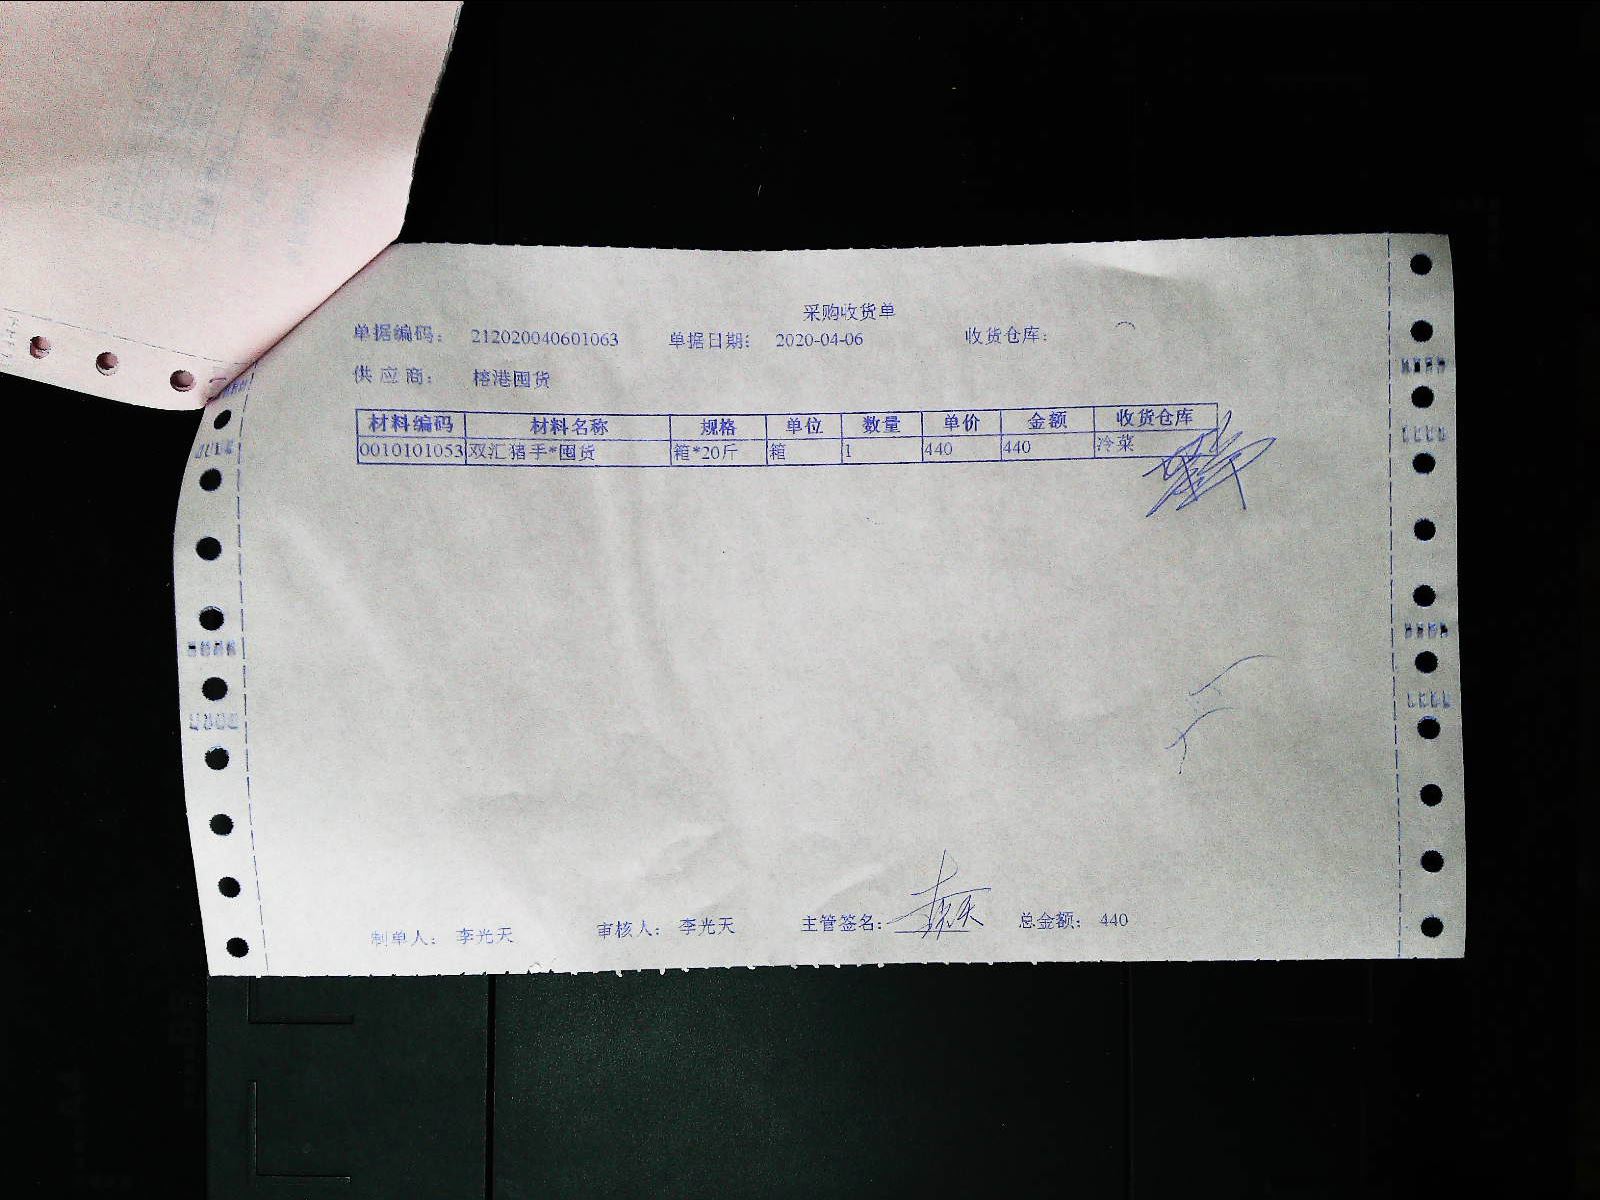 采购收货单
单据编码: 212020040601063 单据日期: 2020-04-06 收货仓库:
供应商: 榕港囤货
材料编码 材料名称 规格 单位 数量 单价 金额 收货仓库
0010101053 双汇猪手*囤货 箱*20斤 箱 1 440 440 冷菜
制单人: 李光天 审核人: 李光天 主管签名: 总金额: 440